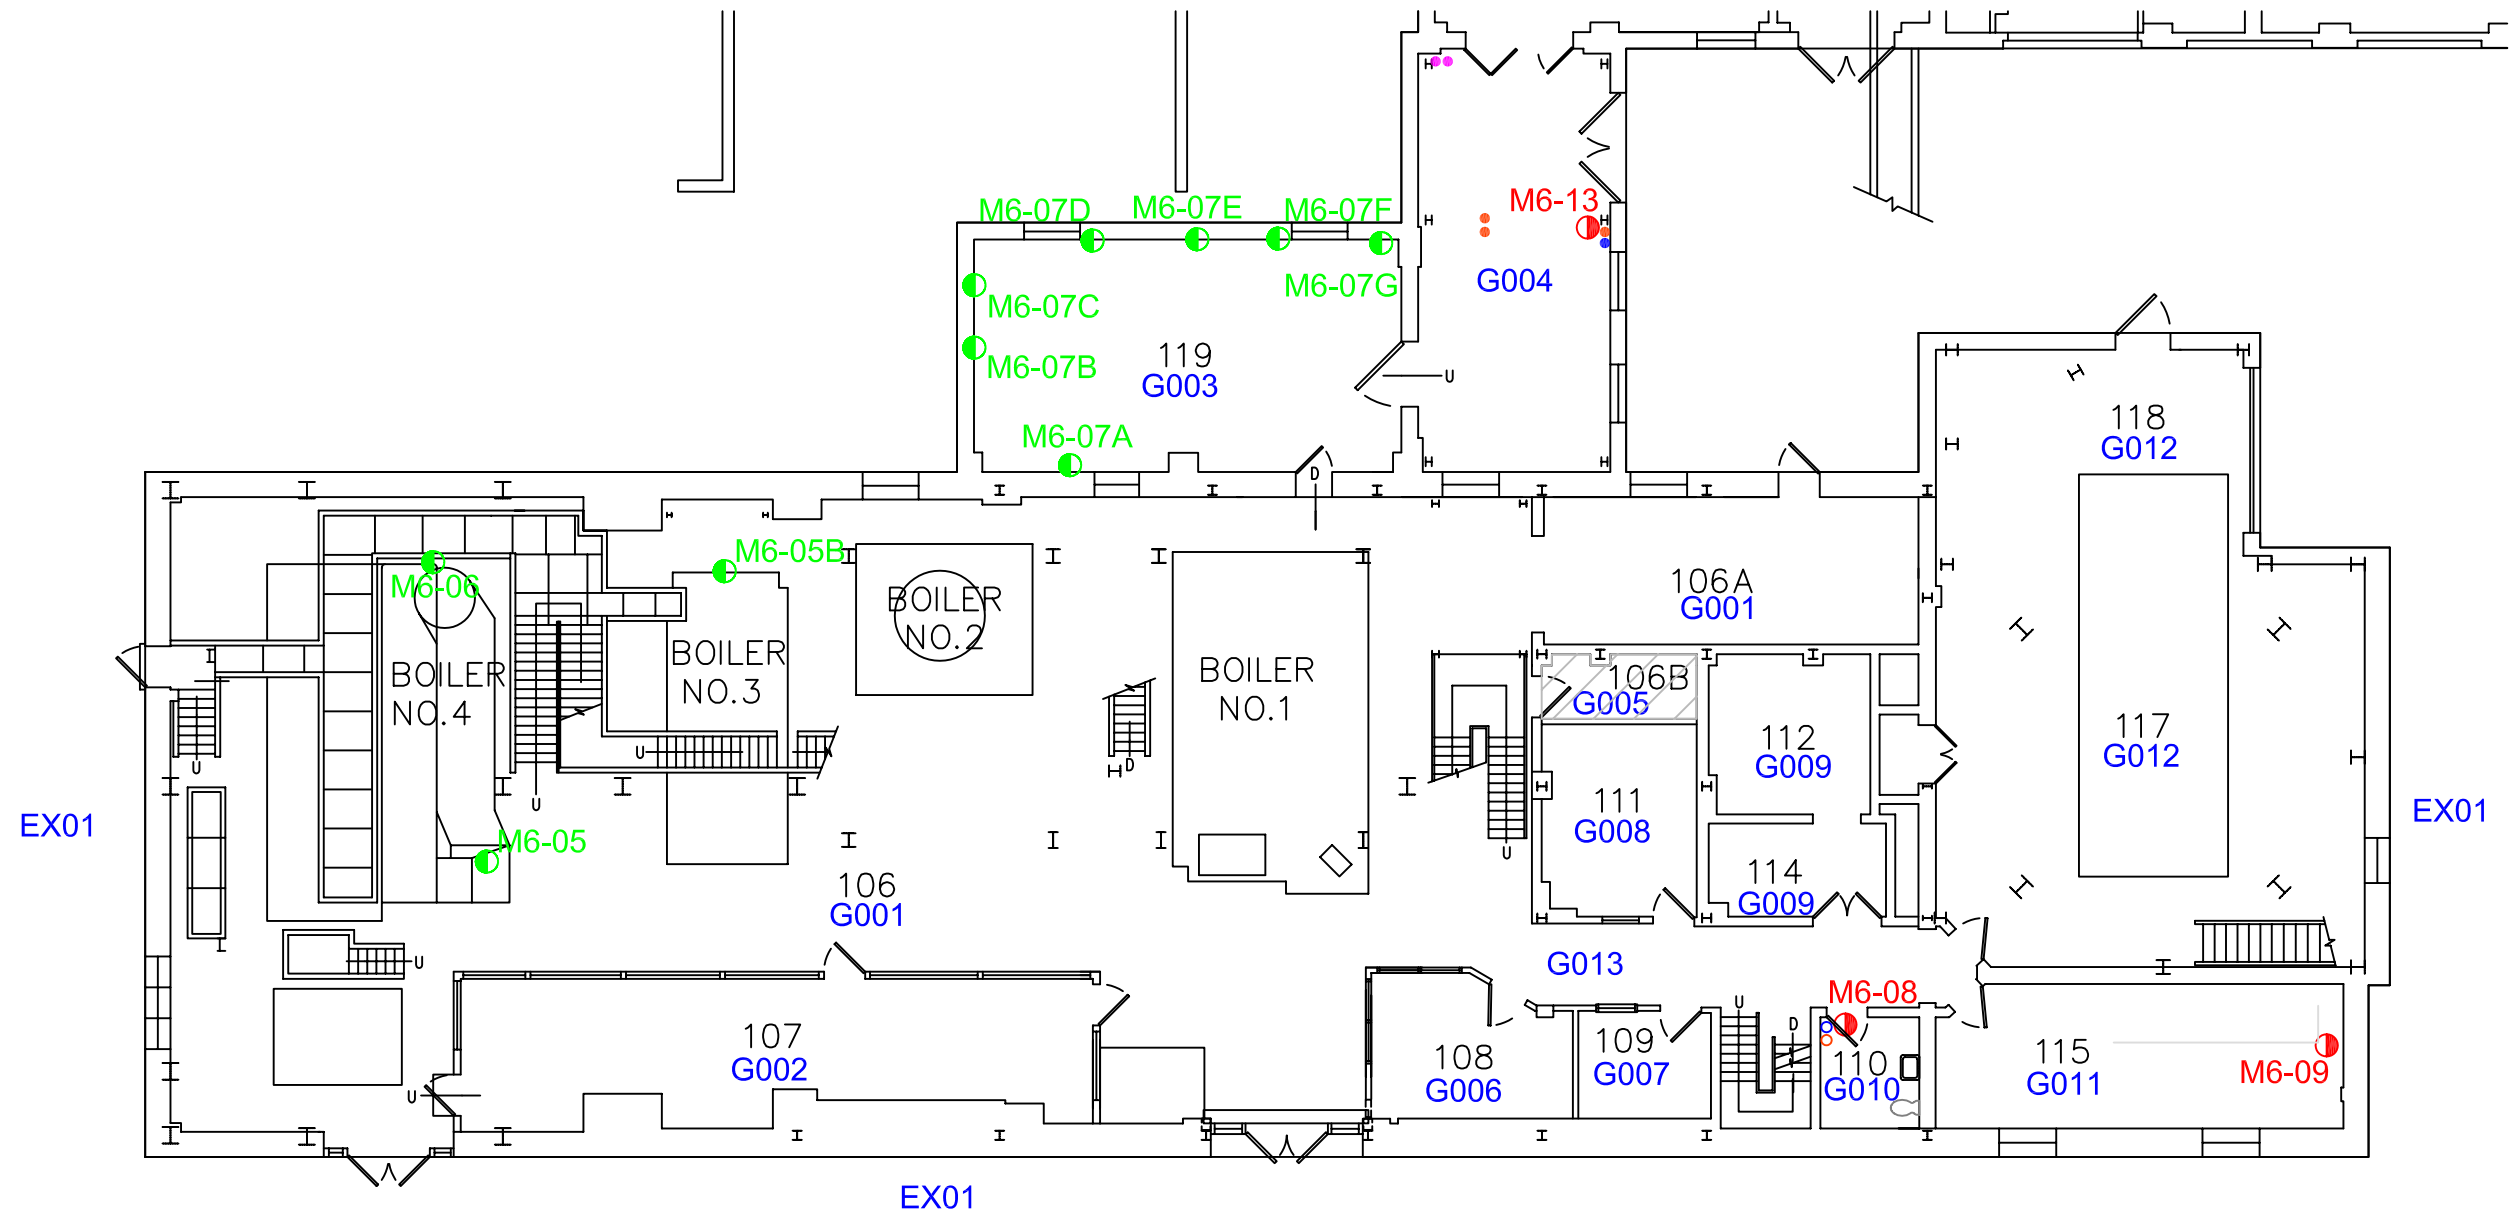 M6-13
M6-07D
M6-07E
M6-07F
G004
M6-07G
M6-07C
119
G003
M6-07B
U
118
G012
M6-07A
D
M6-05B
M6-06
BOILER
NO.2
106A
G001
BOILER
NO.3
BOILER
NO.1
106B
G005
BOILER
NO.4
117
G012
112
G009
U
U
D
U
111
G008
EX01
EX01
M6-05
U
114
G009
106
G001
U
G013
M6-08
U
D
107
G002
108
G006
109
G007
110
G010
115
G011
M6-09
U
EX01